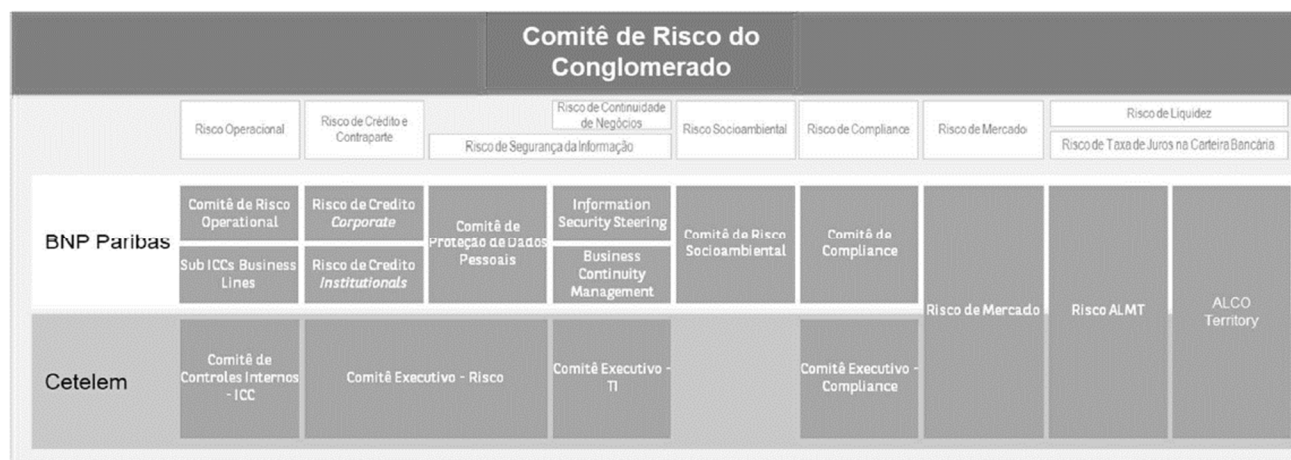 Comitê de Risco do
Conglomerado
Risco Operacional
Risco de Crédito e
Contraparte
Risco de Continuidade
de Negócios
Risco de Segurança da Informação
Risco Socioambiental
Risco de Compliance
Risco de Mercado
Risco de Liquidez
Risco de Taxa de Juros na Carteira Bancária
BNP Paribas
Comitê de Risco
Operacional
Sub ICCs Business
Lines
Risco de Credito
Corporate
Risco de Credito
Institutionals
Comitê de
Proteção de Dados
Pessoais
Information
Security Steering
Business
Continuity
Management
Comitê de Risco
Socioambiental
Comitê de
Compliance
Risco de Mercado
Risco ALMT
ALCO
Territory
Cetelem
Comitê de
Controles Internos
- ICC
Comitê Executivo - Risco
Comitê Executivo -
TI
Comitê Executivo -
Compliance